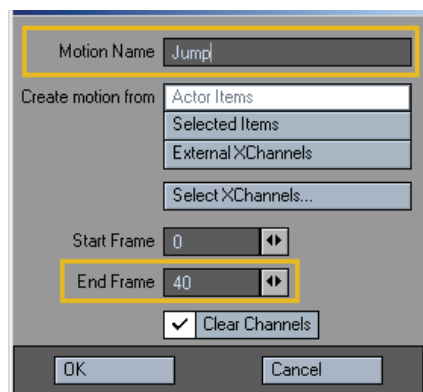 Motion Name Jump
Create motion from Actor Items
Selected Items
External XChannels
Select XChannels...
Start Frame 0
End Frame 40
Clear Channels
OK Cancel